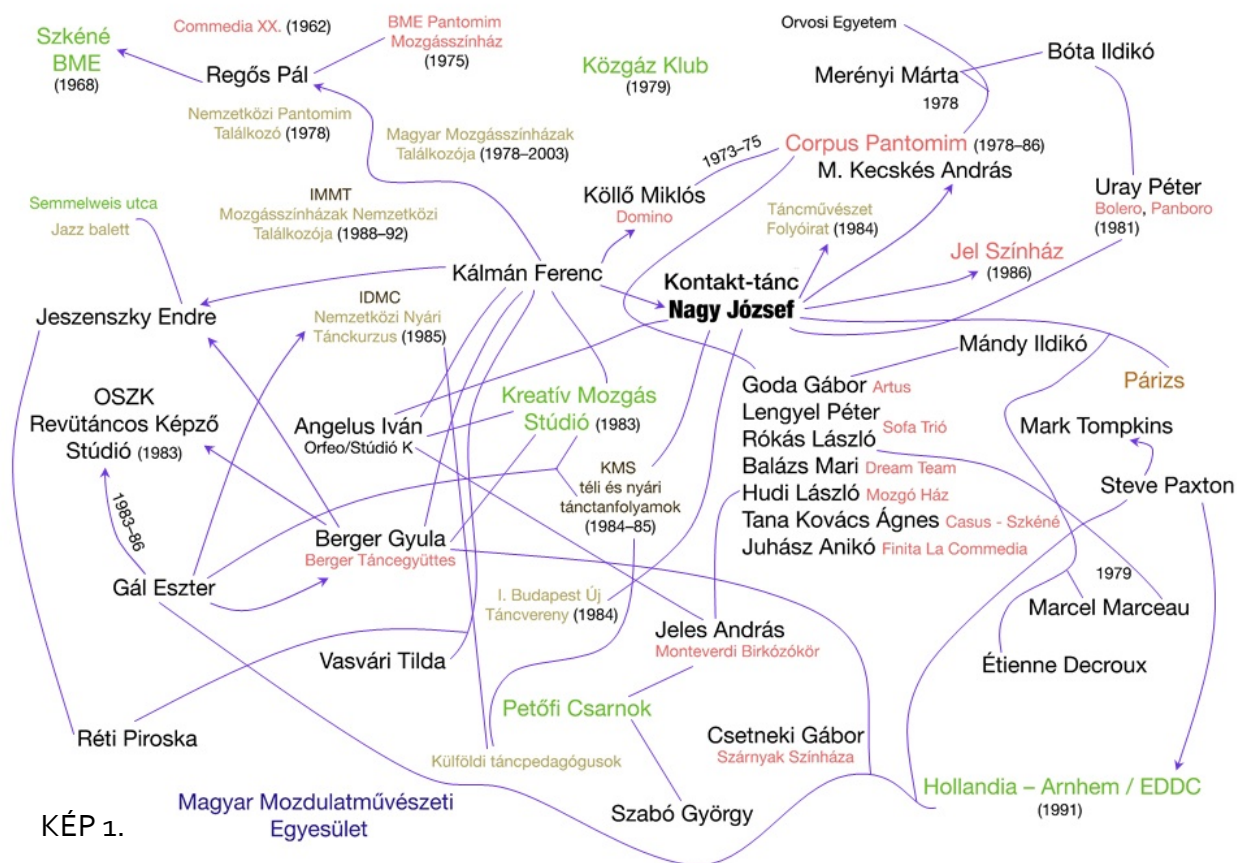 Szkéné
BME
(1968)
Commedia XX. (1962)
BME Pantomim
Mozgásszínház
(1975)
Regős Pál
Nemzetközi Pantomim
Találkozó (1978)
Magyar Mozgásszínházak
Találkozója (1978–2003)
IMMT
Mozgásszínházak Nemzetközi
Találkozója (1988–92)
Közgáz Klub
(1979)
Orvosi Egyetem
Merényi Márta
1978
Bóta Ildikó
1973–75
Corpus Pantomim (1978–86)
M. Kecskés András
Köllő Miklós
Domino
Táncművészet
Folyóirat (1984)
Uray Péter
Bolero, Panboro
(1981)
Jel Színház
(1986)
Semmelweis utca
Jazz balett
Kálmán Ferenc
Kontakt-tánc
Nagy József
Jeszenszky Endre
IDMC
Nemzetközi Nyári
Tánckurzus (1985)
Mándy Ildikó
Párizs
OSZK
Revütáncos Képző
Stúdió (1983)
Angelus Iván
Orfeo/Stúdió K
Kreatív Mozgás
Stúdió (1983)
KMS
téli és nyári
tánctanfolyamok
(1984–85)
Goda Gábor Artus
Lengyel Péter
Sofa Trió
Rókás László
Balázs Mari Dream Team
Hudi László Mozgó Ház
Tana Kovács Ágnes Casus - Szkéné
Juhász Anikó Finita La Commedia
Mark Tompkins
Steve Paxton
1983–86
Berger Gyula
Berger Táncegyüttes
Gál Eszter
I. Budapest Új
Táncvereny (1984)
1979
Marcel Marceau
Étienne Decroux
Jeles András
Monteverdi Birkózókör
Vasvári Tilda
Petőfi Csarnok
Réti Piroska
Külföldi táncpedagógusok
Csetneki Gábor
Szárnyak Színháza
Hollandia – Arnhem / EDDC
(1991)
Szabó György
Magyar Mozdulatművészeti
Egyesület
KÉP 1.